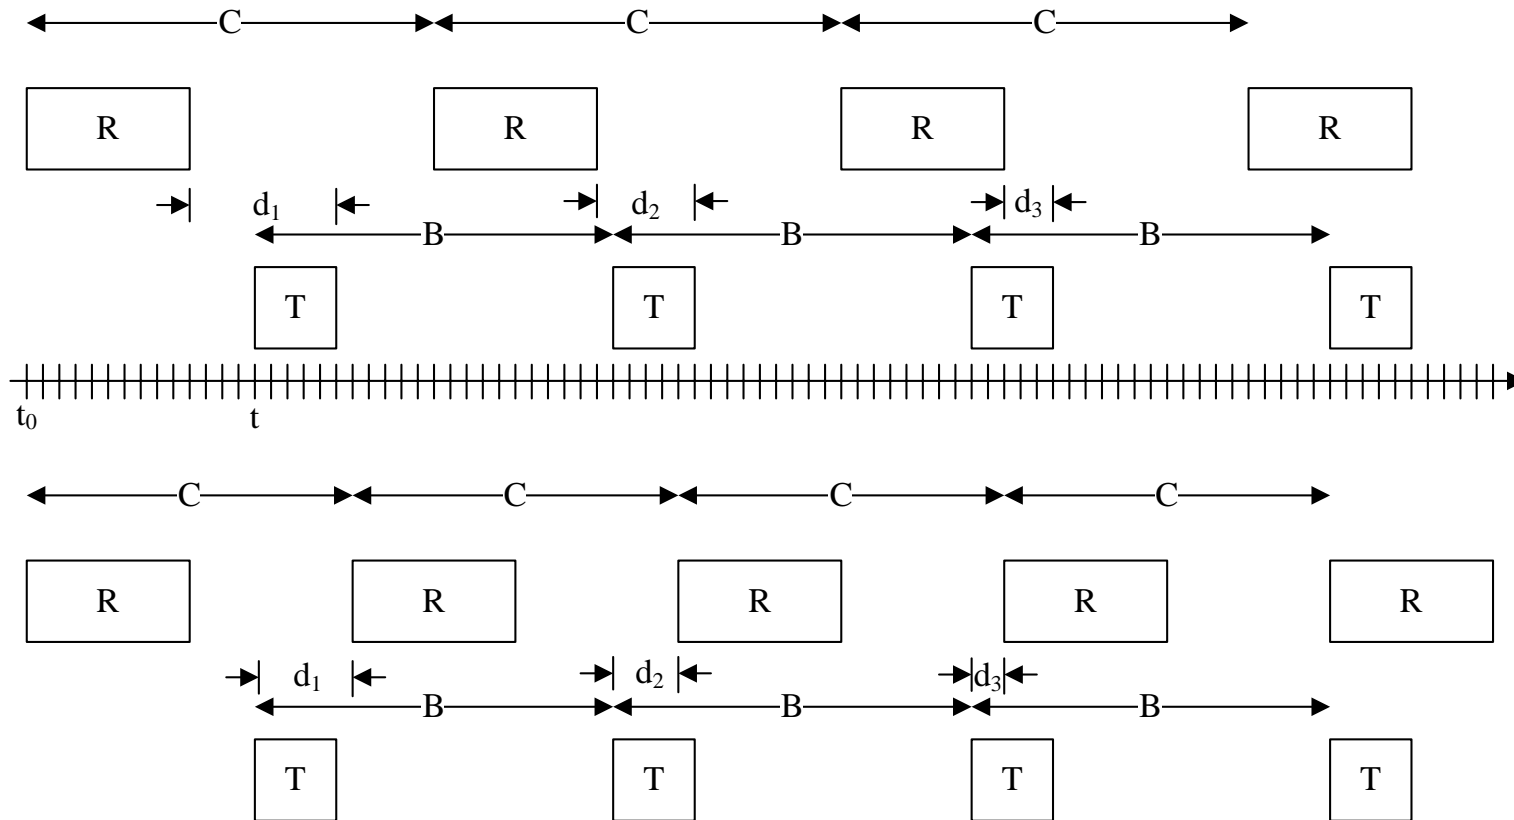 C C C
R R R R
d₁ d₂ d₃
B B B
T T T T
t₀ t
C C C C
R R R R R
d₁ d₂ d₃
B B B
T T T T